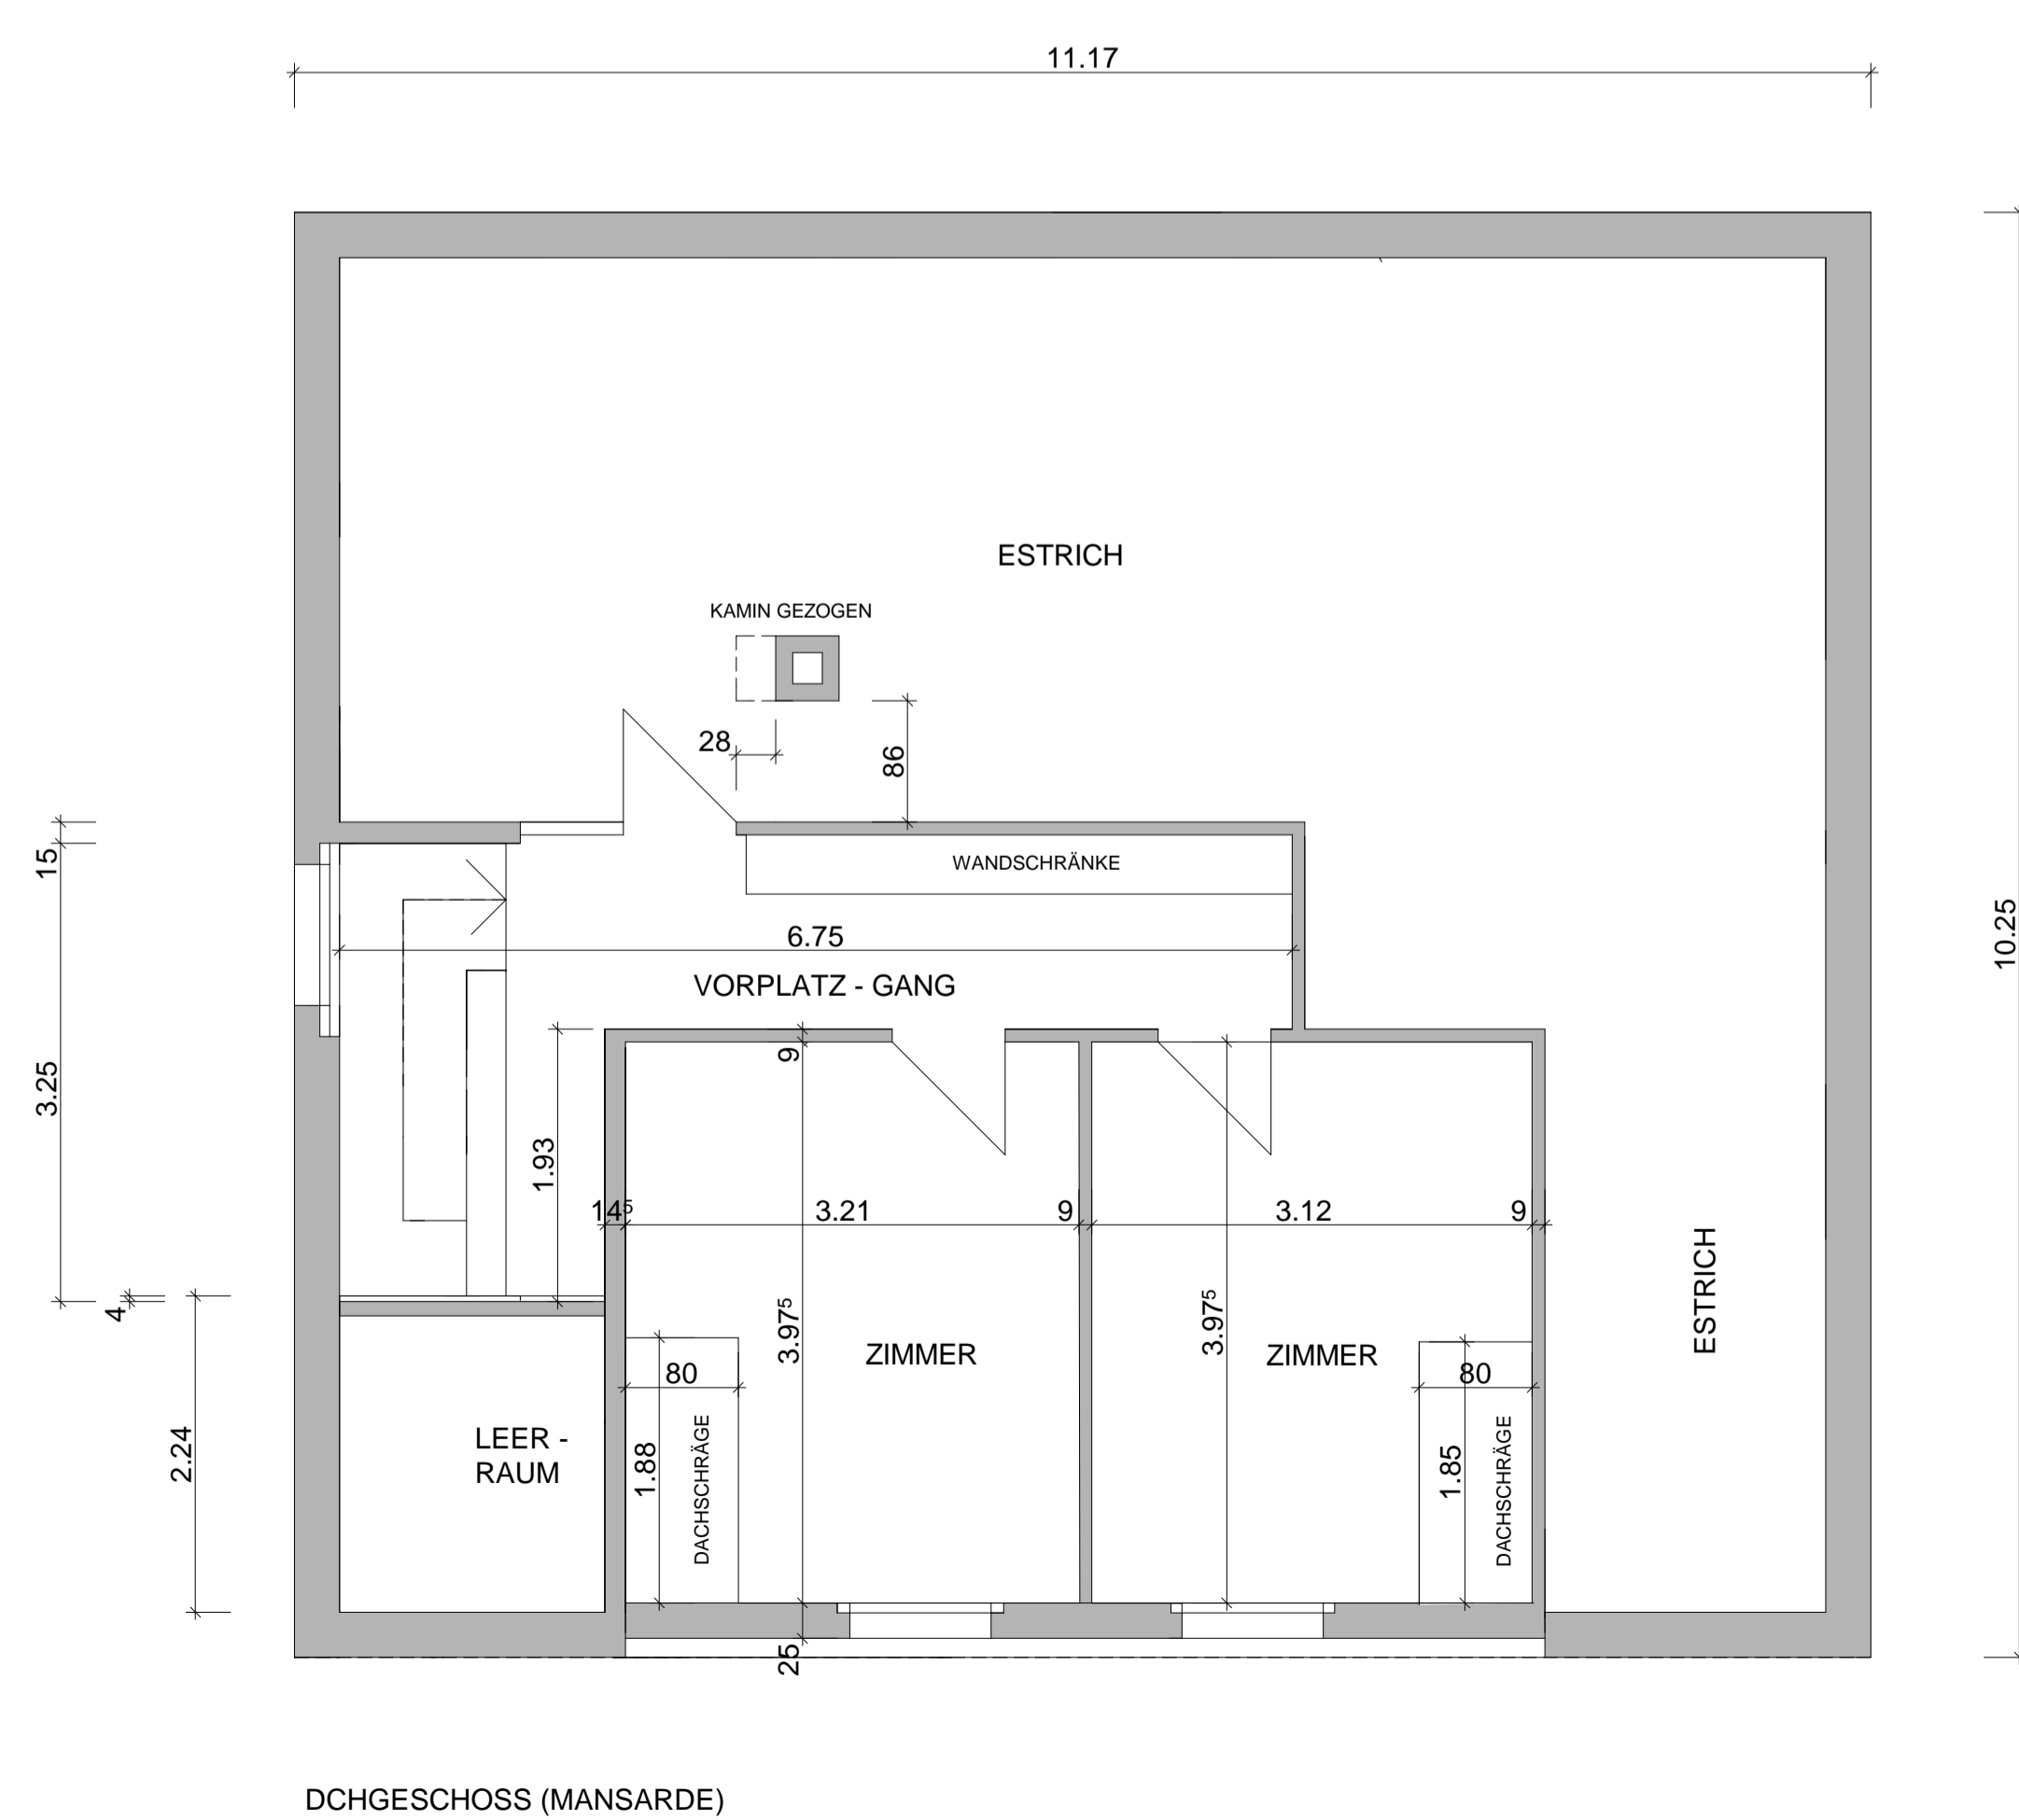 11.17
ESTRICH
KAMIN GEZOGEN
28
86
15
WANDSCHRÄNKE
6.75
10.25
VORPLATZ - GANG
9
3.25
1.93
14⁵
3.21
9
3.12
9
ESTRICH
4
3.97⁵
3.97⁵
ZIMMER
ZIMMER
80
80
2.24
LEER -
RAUM
1.88
DACHSCHRÄGE
1.85
DACHSCHRÄGE
25
DCHGESCHOSS (MANSARDE)